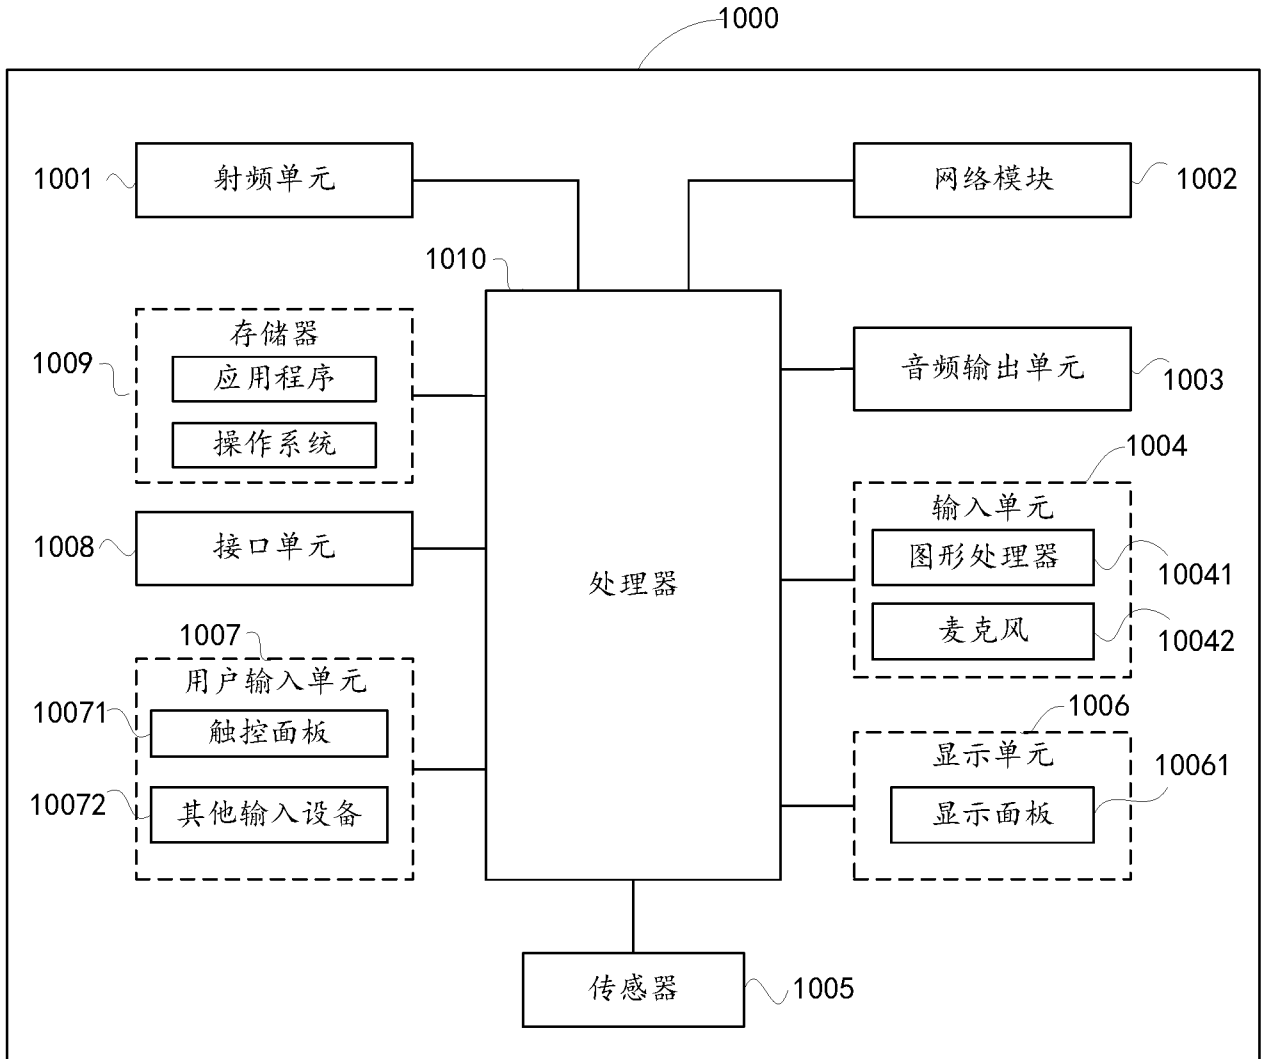 1000
1001
射频单元
网络模块
1002
1010
存储器
1009
应用程序
操作系统
音频输出单元
1003
1004
输入单元
图形处理器
10041
麦克风
10042
1008
接口单元
处理器
1007
用户输入单元
10071
触控面板
10072
其他输入设备
1006
显示单元
10061
显示面板
传感器
1005